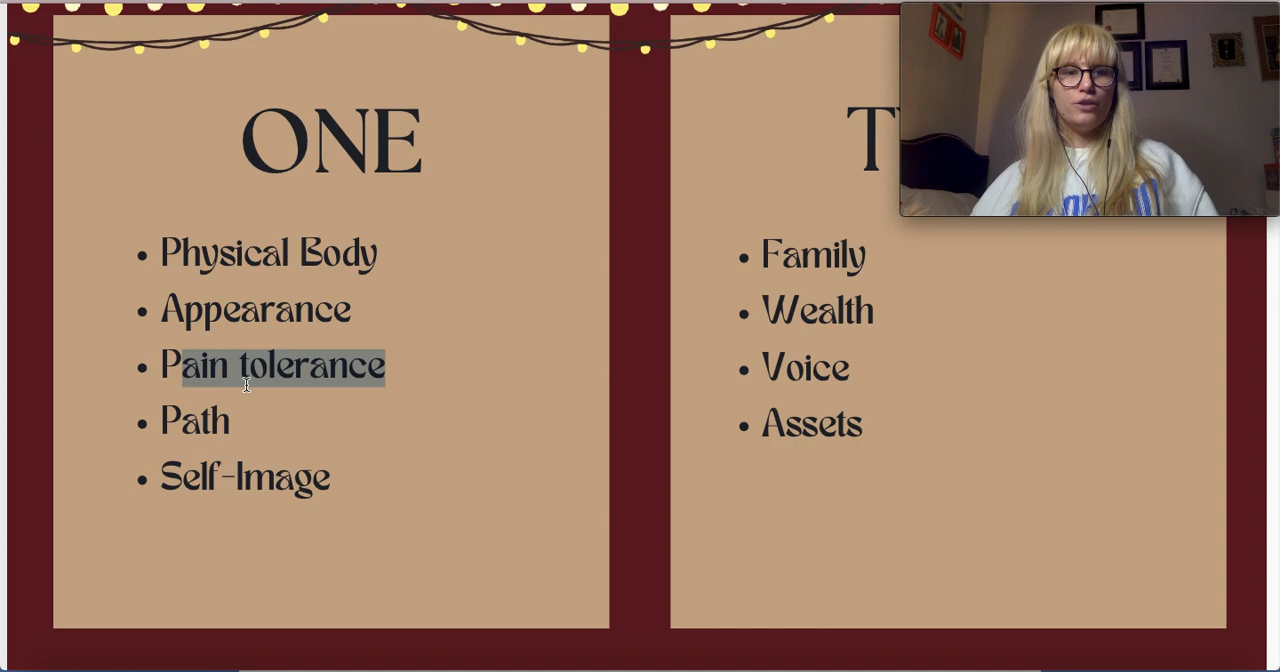 ONE
• Physical Body
• Appearance
• Pain tolerance
• Path
• Self-Image
• Family
• Wealth
• Voice
• Assets